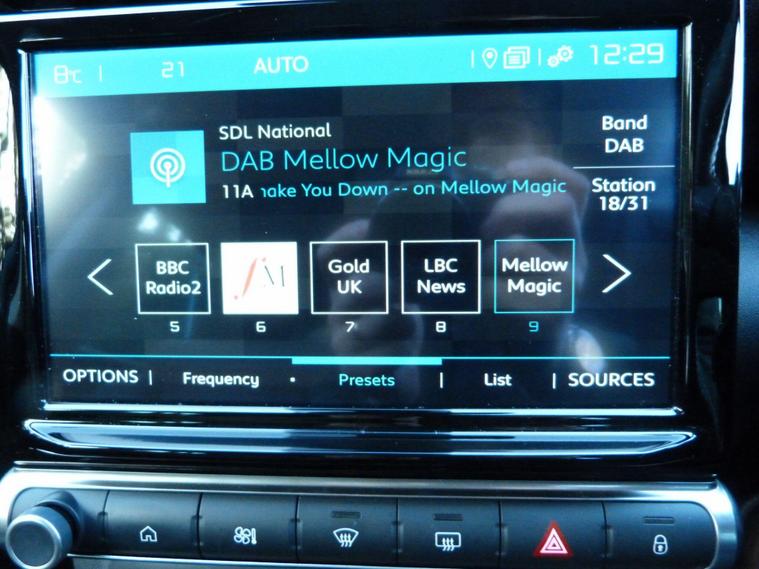 8°C | 21 AUTO | | 12:29
SDL National
DAB Mellow Magic
11A ake You Down -- on Mellow Magic
Band
DAB
Station
18/31
BBC
Radio2
fM
Gold
UK
LBC
News
Mellow
Magic
5 6 7 8 9
OPTIONS | Frequency • Presets | List | SOURCES